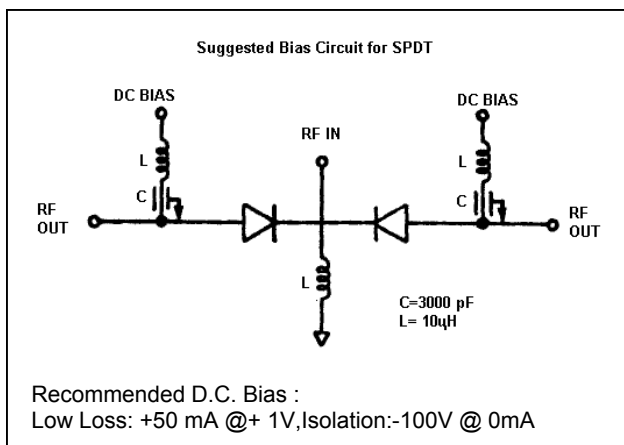 Suggested Bias Circuit for SPDT
DC BIAS
DC BIAS
RF IN
L
L
C
C
RF
OUT
RF
OUT
L
C=3000 pF
L= 10ųH
Recommended D.C. Bias :
Low Loss: +50 mA @+ 1V,Isolation:-100V @ 0mA